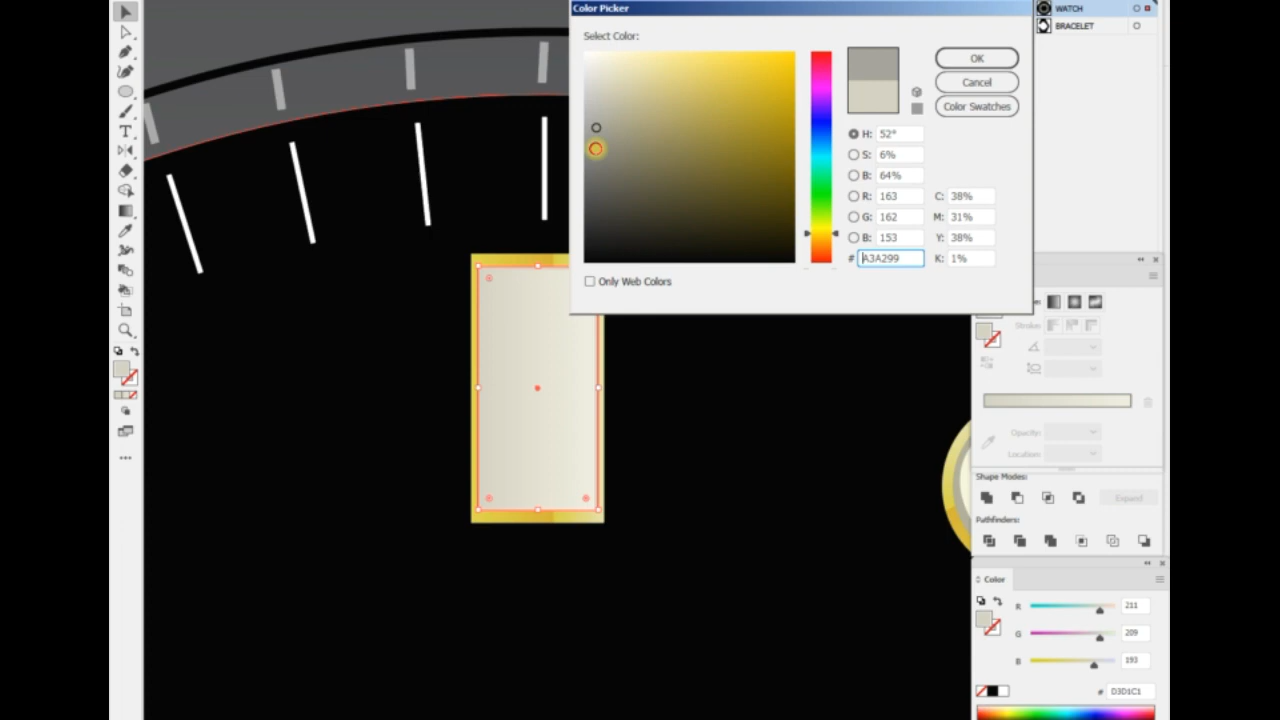 Color Picker
WATCH
BRACELET
Select Color:
OK
Cancel
Color Swatches
H: 52°
S: 6%
B: 64%
R: 163
C: 38%
G: 162
M: 31%
B: 153
Y: 38%
# A3A299
K: 1%
Only Web Colors
Stroke:
Opacity:
Location:
Shape Modes:
Expand
Pathfinders:
Color
R 211
G 209
B 193
# D3D1C1